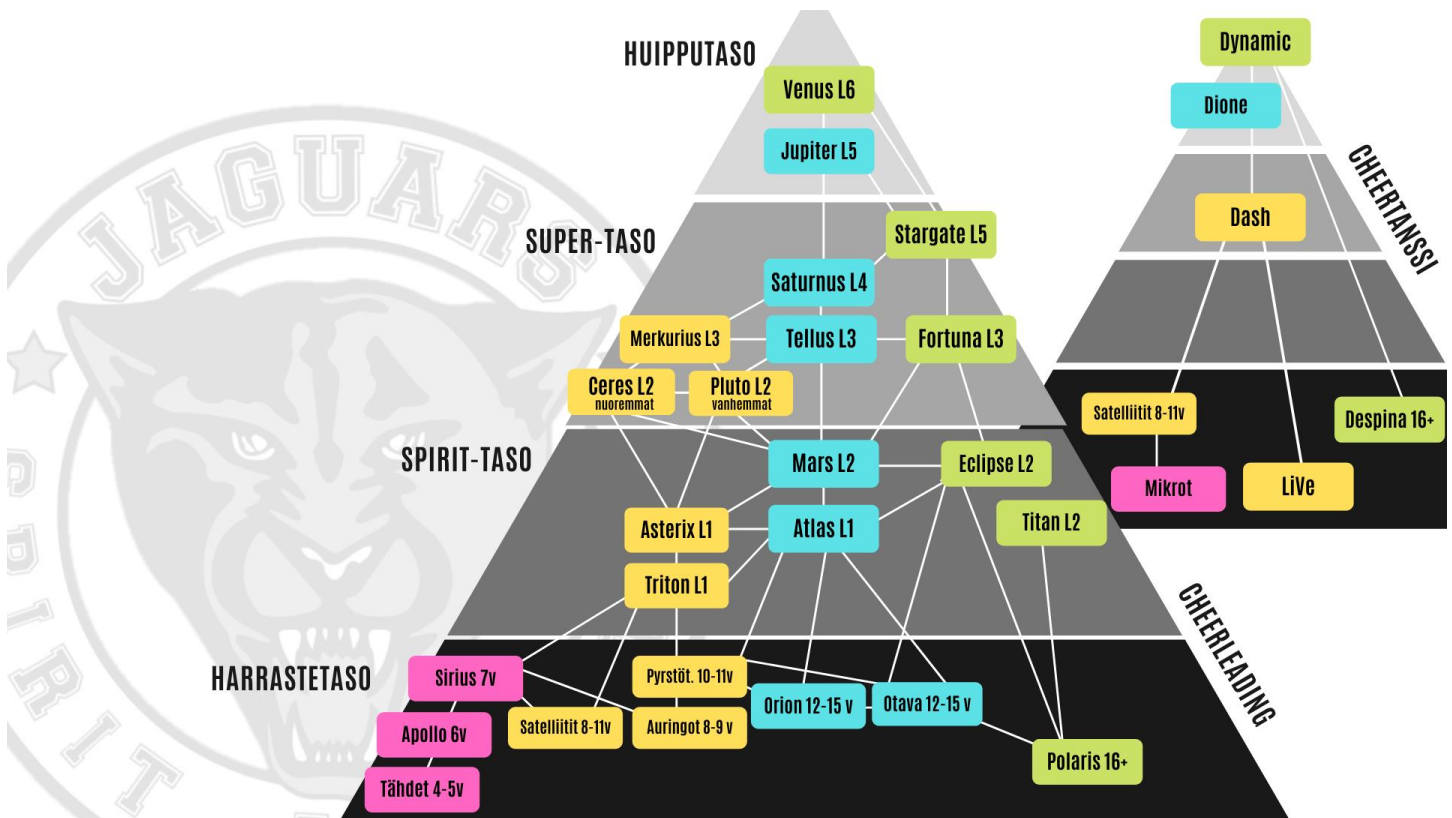 HUIPPUTASO
Venus L6
Jupiter L5
SUPER-TASO
Stargate L5
Saturnus L4
Merkurius L3
Tellus L3
Fortuna L3
Ceres L2
nuoremmat
Pluto L2
vanhemmat
SPIRIT-TASO
Mars L2
Eclipse L2
Titan L2
Asterix L1
Atlas L1
Triton L1
HARRASTETASO
Sirius 7v
Pyrstöt. 10-11v
Orion 12-15 v
Otava 12-15 v
Apollo 6v
Satelliitit 8-11v
Auringot 8-9 v
Polaris 16+
Tähdet 4-5v
CHEERLEADING
Dynamic
Dione
CHEERTANSSI
Dash
Satelliitit 8-11v
Despina 16+
Mikrot
LiVe
JAGUARS
SPIRIT